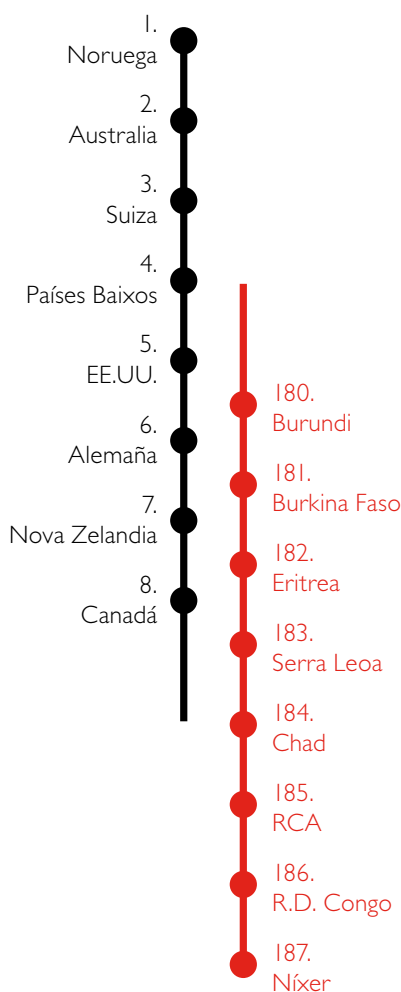 1.
Noruega
2.
Australia
3.
Suiza
4.
Países Baixos
5.
EE.UU.
6.
Alemaña
7.
Nova Zelandia
8.
Canadá
180.
Burundi
181.
Burkina Faso
182.
Eritrea
183.
Serra Leoa
184.
Chad
185.
RCA
186.
R.D. Congo
187.
Níxer